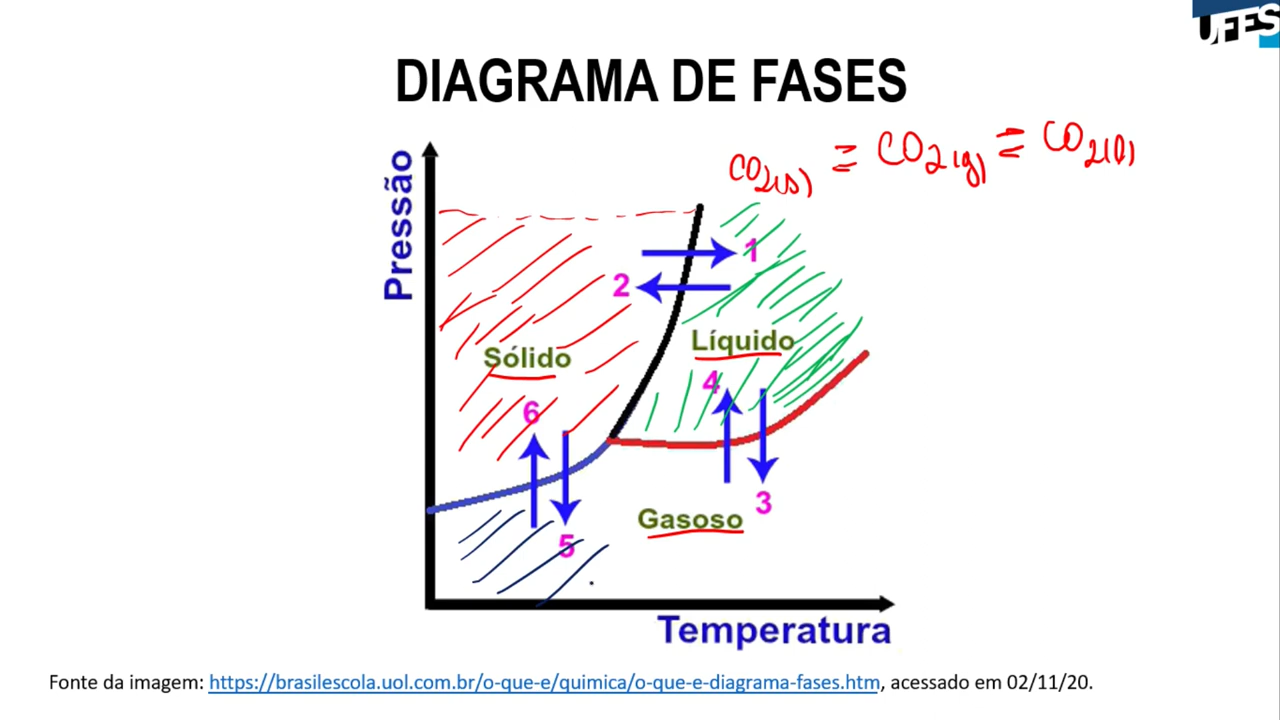 UFES
DIAGRAMA DE FASES
CO2(s) ⇌ CO2(g) ⇌ CO2(l)
Pressão
1
2
Líquido
Sólido
4
6
3
Gasoso
5
Temperatura
Fonte da imagem: https://brasilescola.uol.com.br/o-que-e/quimica/o-que-e-diagrama-fases.htm, acessado em 02/11/20.